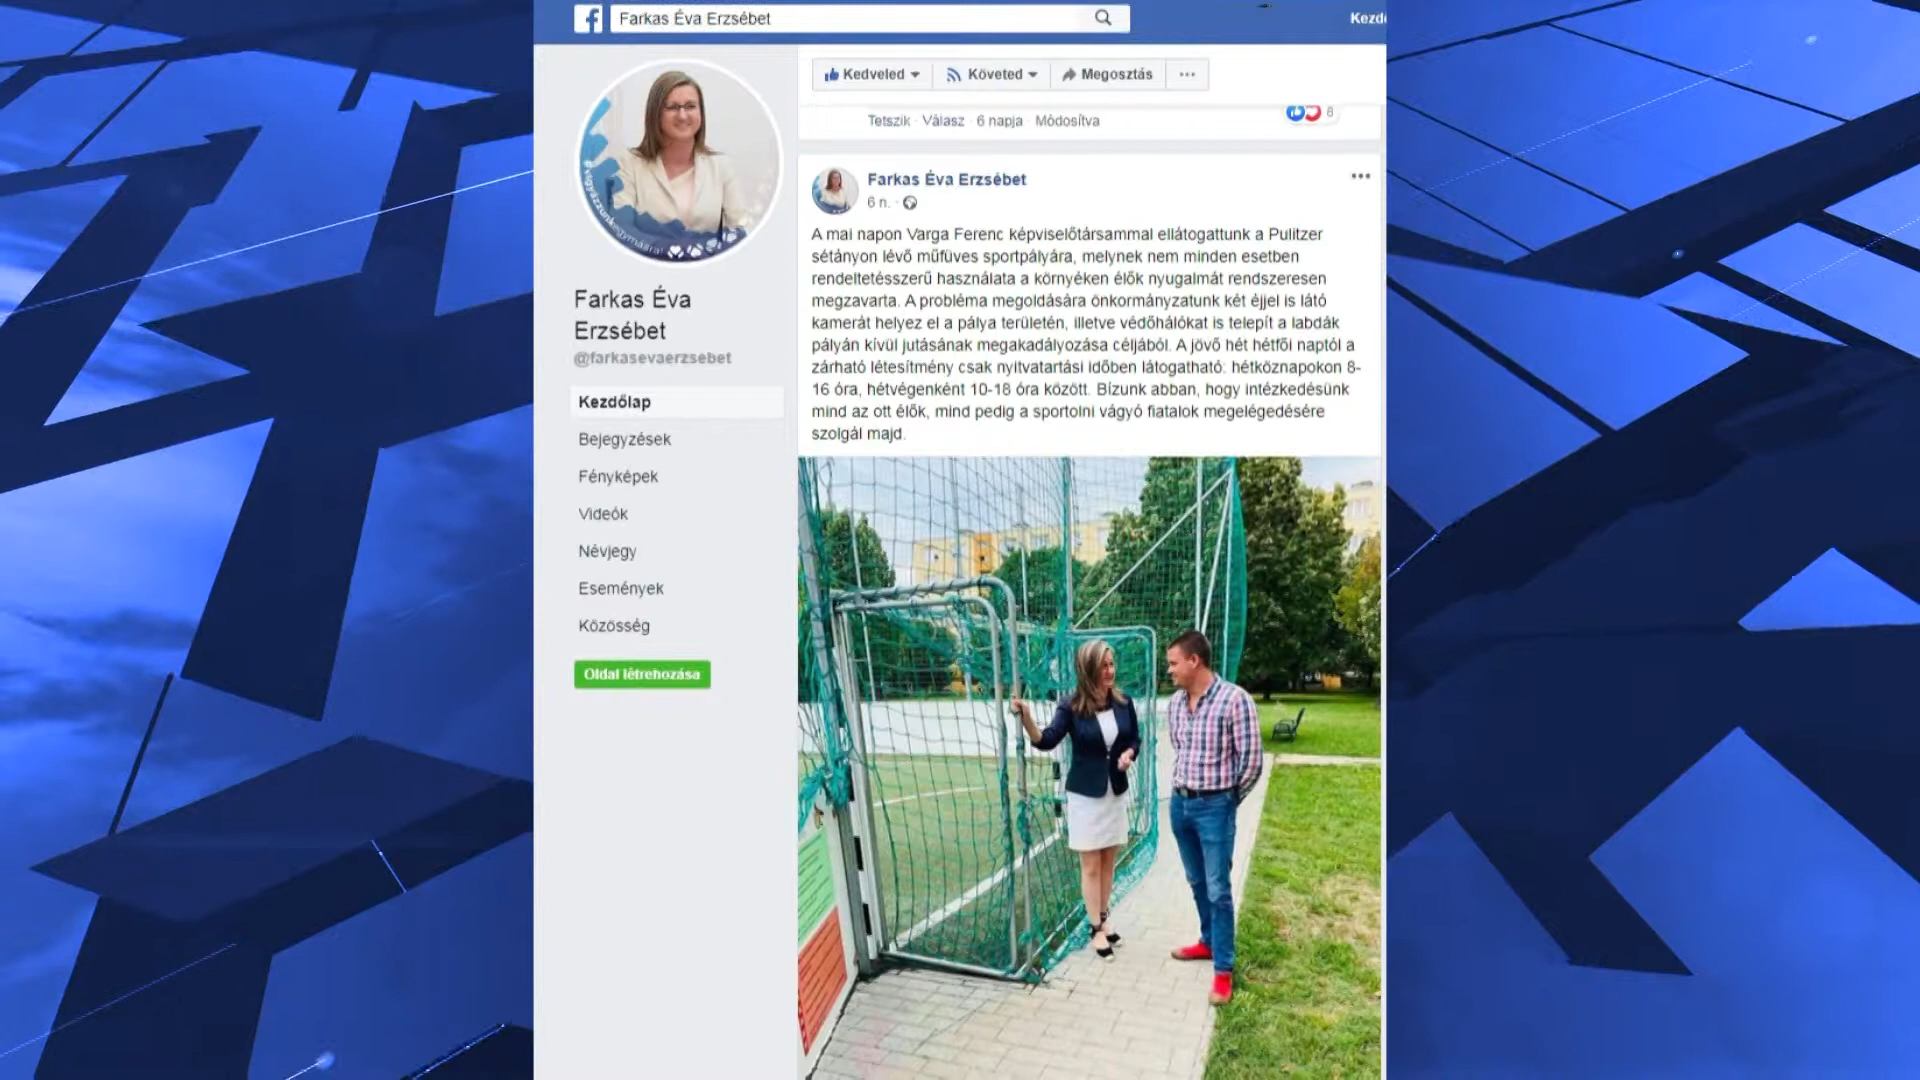 Farkas Éva Erzsébet
Kedveled
Követed
Megosztás
Tetszik · Válasz · 6 napja · Módosítva
8
Farkas Éva Erzsébet
6 n.
A mai napon Varga Ferenc képviselőtársammal ellátogattunk a Pulitzer
sétányon lévő műfüves sportpályára, melynek nem minden esetben
rendeltetésszerű használata a környéken élők nyugalmát rendszeresen
megzavarta. A probléma megoldására önkormányzatunk két éjjel is látó
kamerát helyez el a pálya területén, illetve védőhálókat is telepít a labdák
pályán kívül jutásának megakadályozása céljából. A jövő hét hétfői naptól a
zárható létesítmény csak nyitvatartási időben látogatható: hétköznapokon 8-
16 óra, hétvégenként 10-18 óra között. Bízunk abban, hogy intézkedésünk
mind az ott élők, mind pedig a sportolni vágyó fiatalok megelégedésére
szolgál majd.
#vigyázzunkegymásra!
Farkas Éva
Erzsébet
@farkasevaerzsebet
Kezdőlap
Bejegyzések
Fényképek
Videók
Névjegy
Események
Közösség
Oldal létrehozása